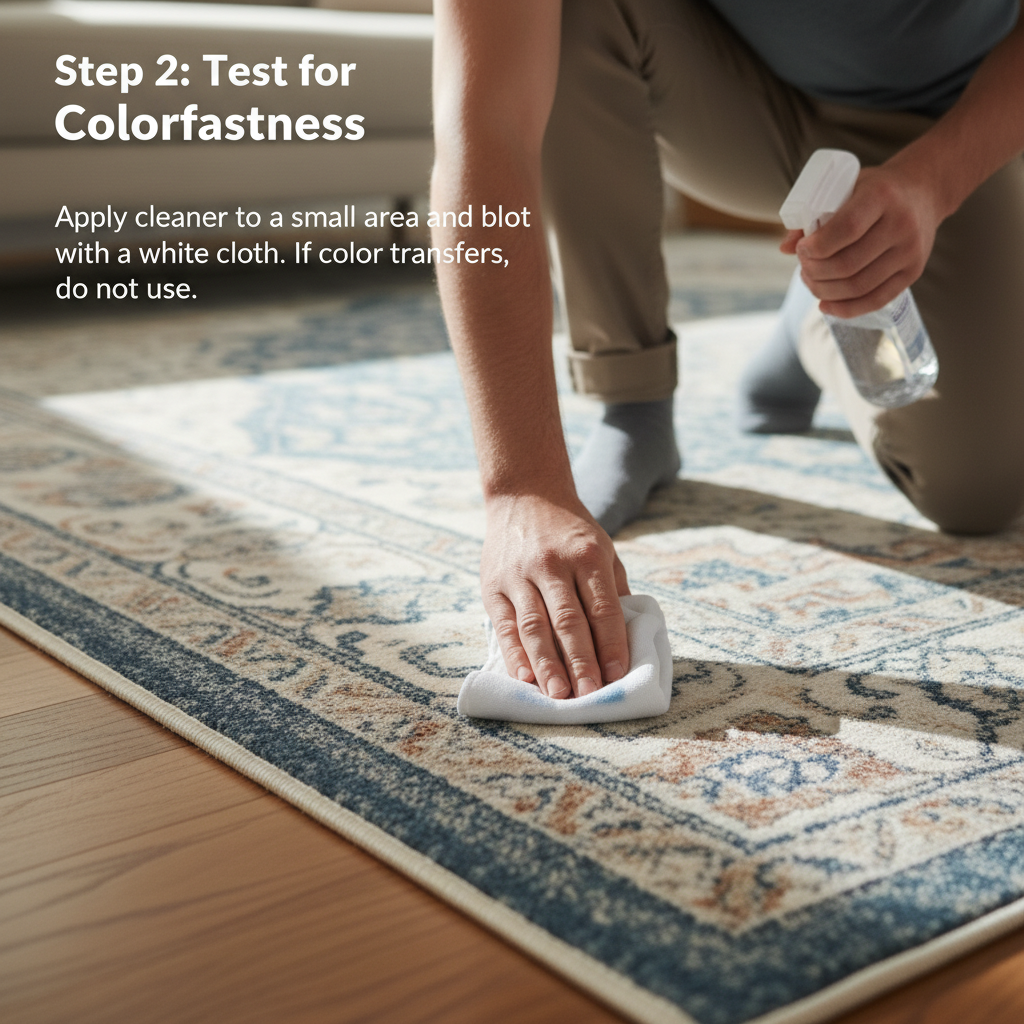 Step 2: Test for
Colorfastness
Apply cleaner to a small area and blot
with a white cloth. If color transfers,
do not use.